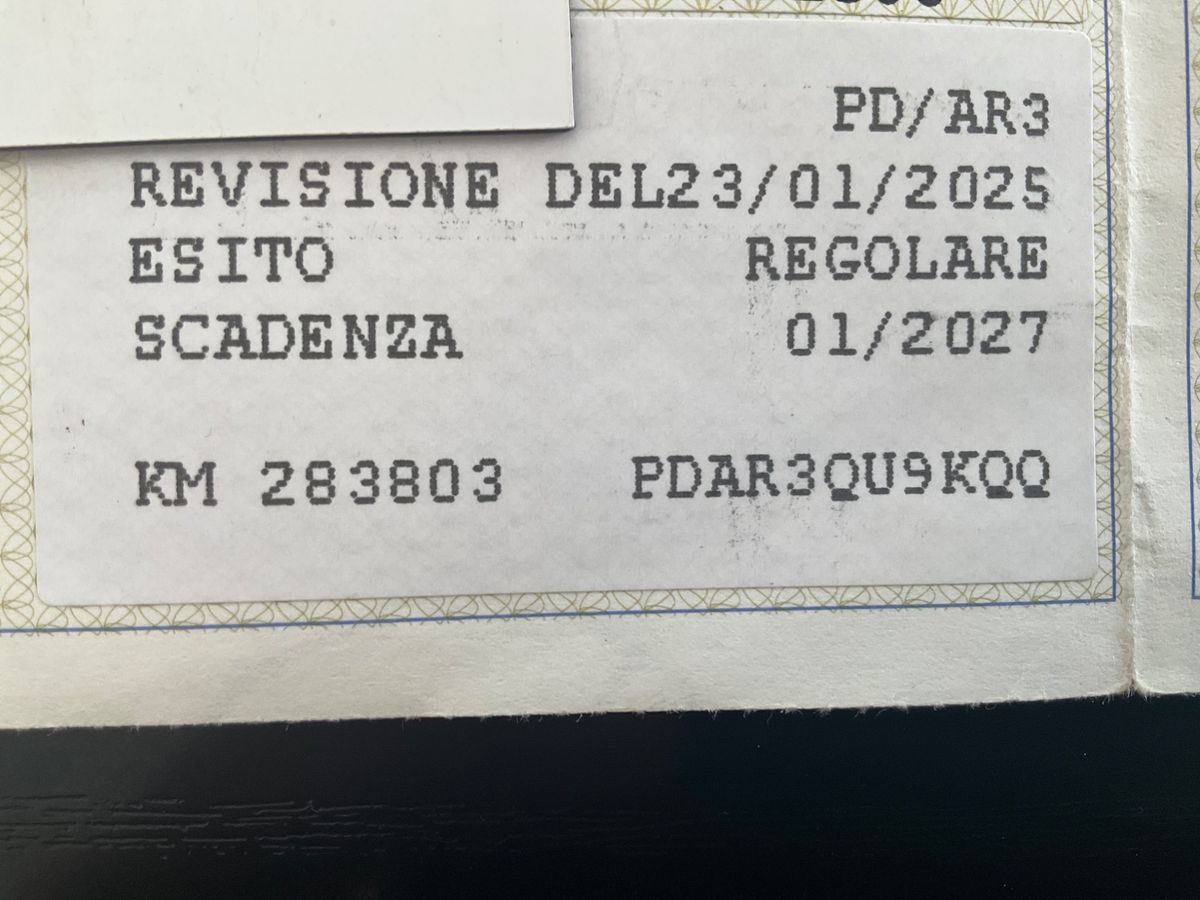 PD/AR3
REVISIONE DEL23/01/2025
ESITO REGOLARE
SCADENZA 01/2027
KM 283803 PDAR3QU9KQQ